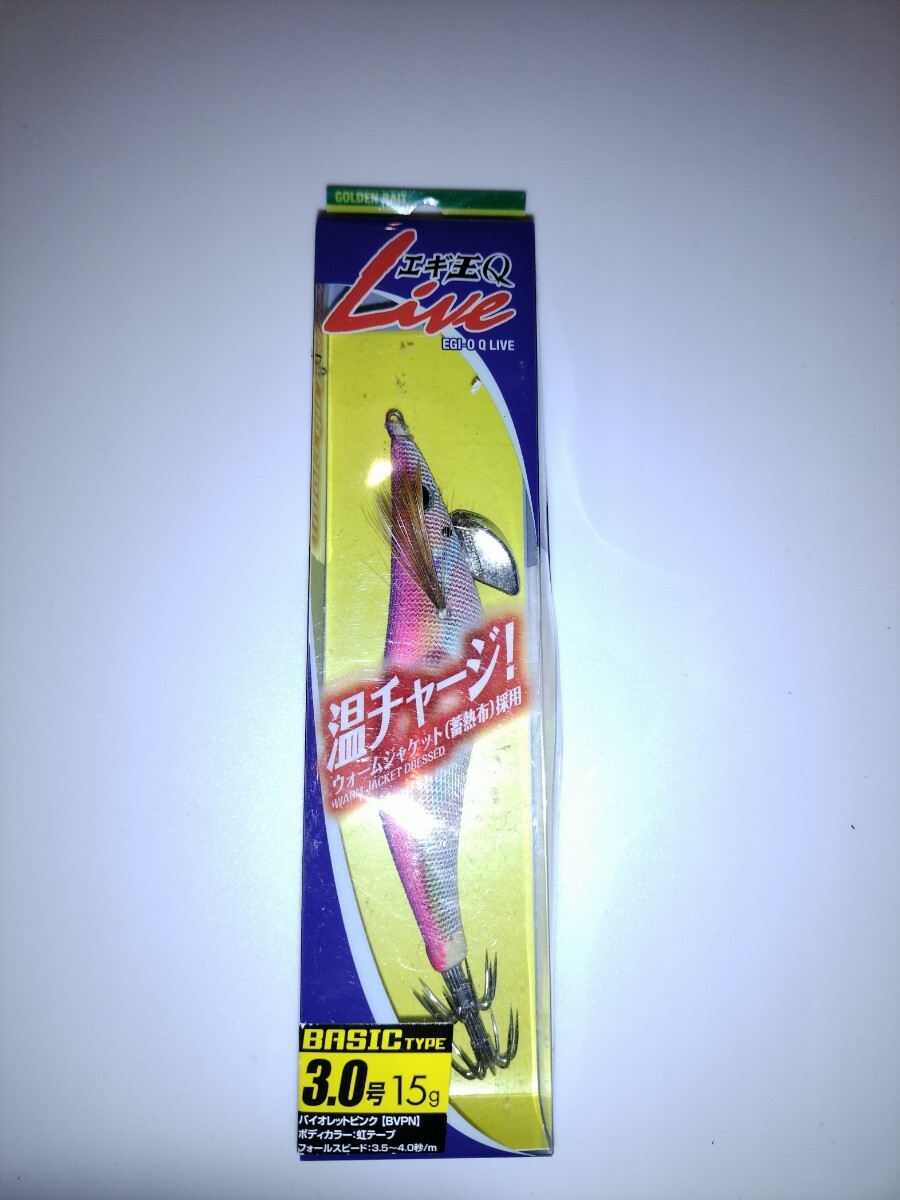 GOLDEN BAIT
エギ王Q
Live
EGI-O Q LIVE
温チャージ!
ウォームジャケット(蓄熱布)採用
WARM JACKET DRESSED
BASIC TYPE
3.0号 15g
バイオレットピンク【BVPN】
ボディカラー:虹テープ
フォールスピード:3.5〜4.0秒/m